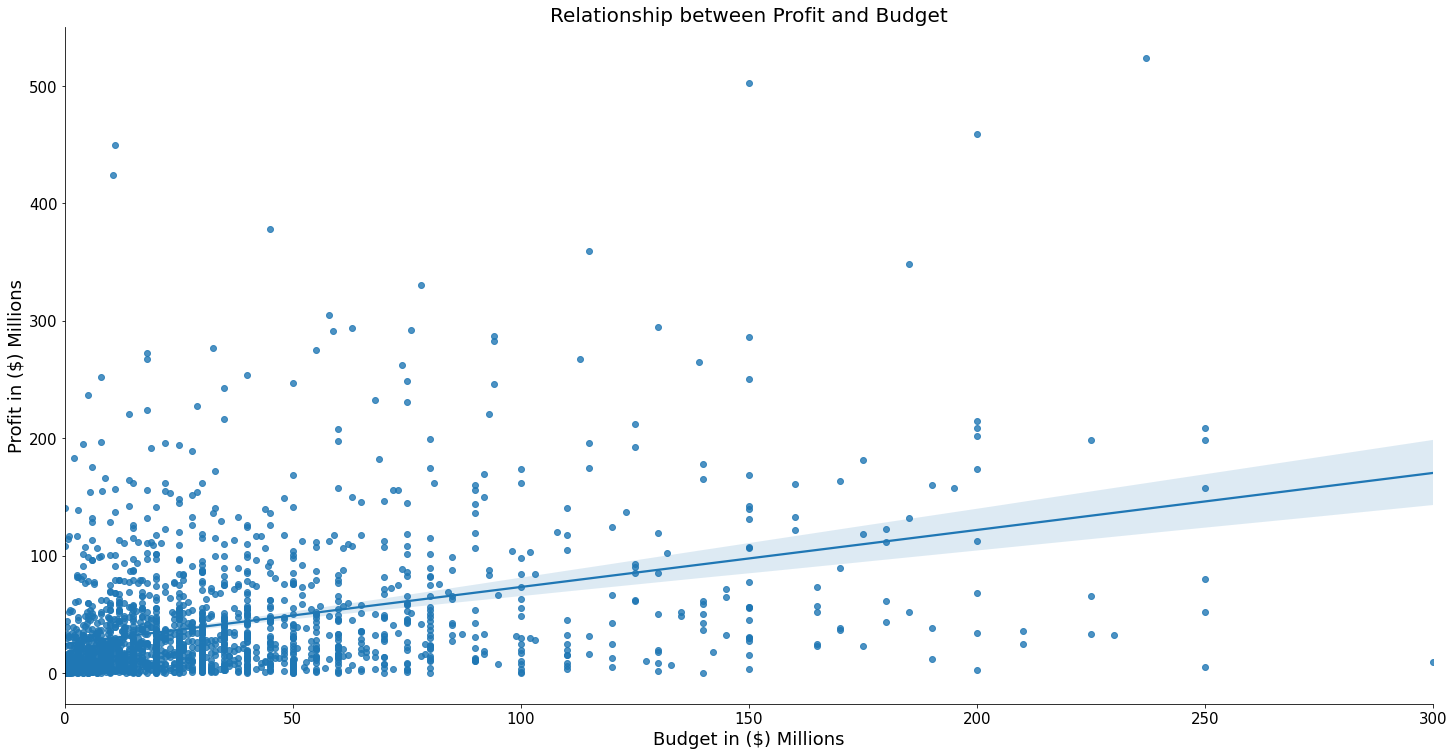 Relationship between Profit and Budget
Profit in ($) Millions
500
400
300
200
100
0
0 50 100 150 200 250 300
Budget in ($) Millions